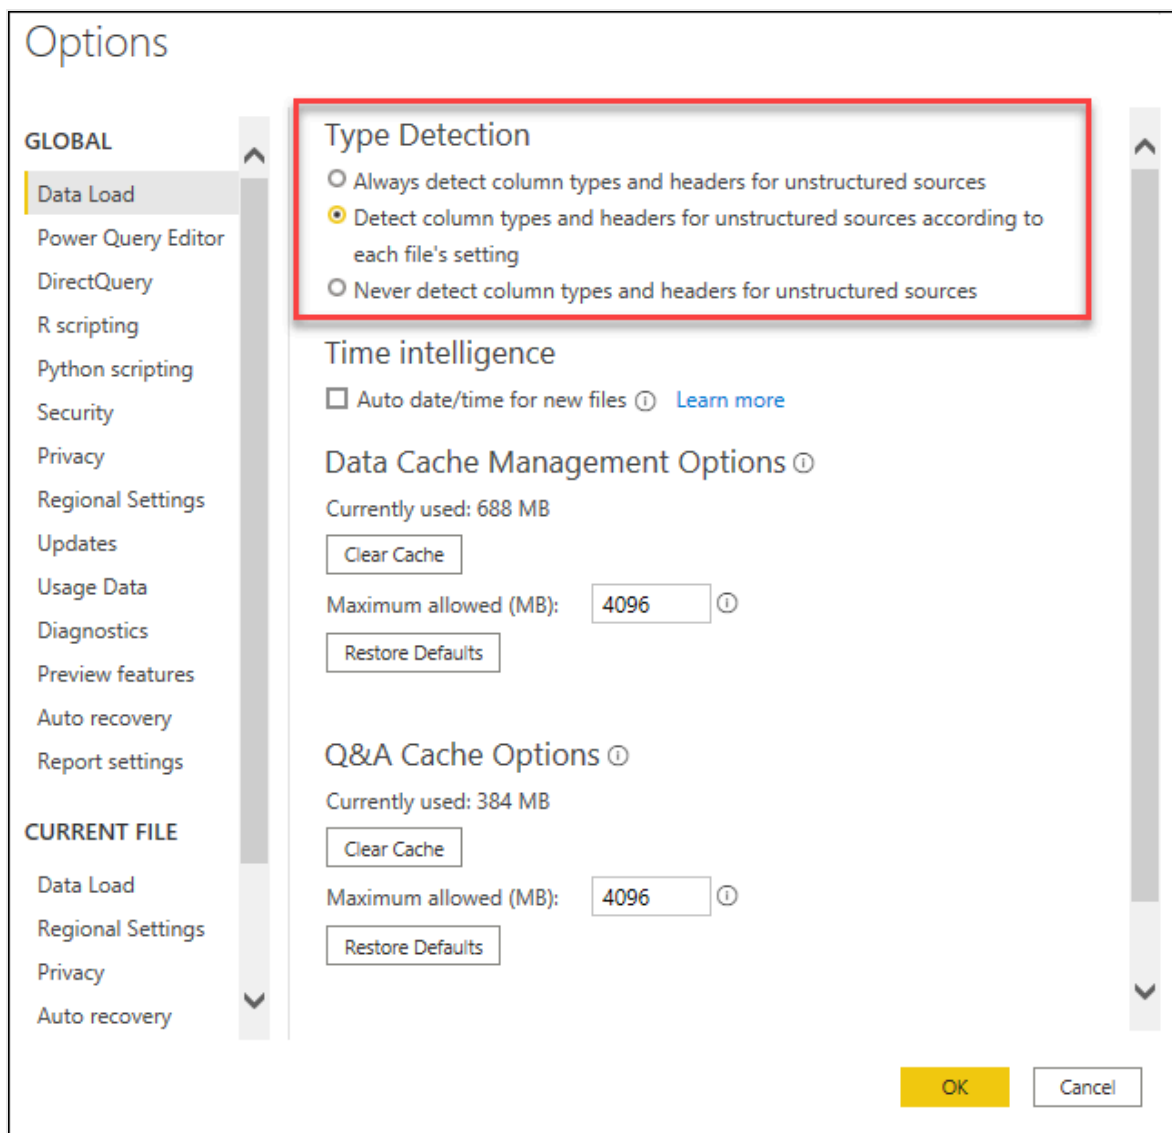 Options
GLOBAL
Data Load
Power Query Editor
DirectQuery
R scripting
Python scripting
Security
Privacy
Regional Settings
Updates
Usage Data
Diagnostics
Preview features
Auto recovery
Report settings
CURRENT FILE
Data Load
Regional Settings
Privacy
Auto recovery
Type Detection
Always detect column types and headers for unstructured sources
Detect column types and headers for unstructured sources according to
each file's setting
Never detect column types and headers for unstructured sources
Time intelligence
Auto date/time for new files Learn more
Data Cache Management Options
Currently used: 688 MB
Clear Cache
Maximum allowed (MB): 4096
Restore Defaults
Q&A Cache Options
Currently used: 384 MB
Clear Cache
Maximum allowed (MB): 4096
Restore Defaults
OK Cancel